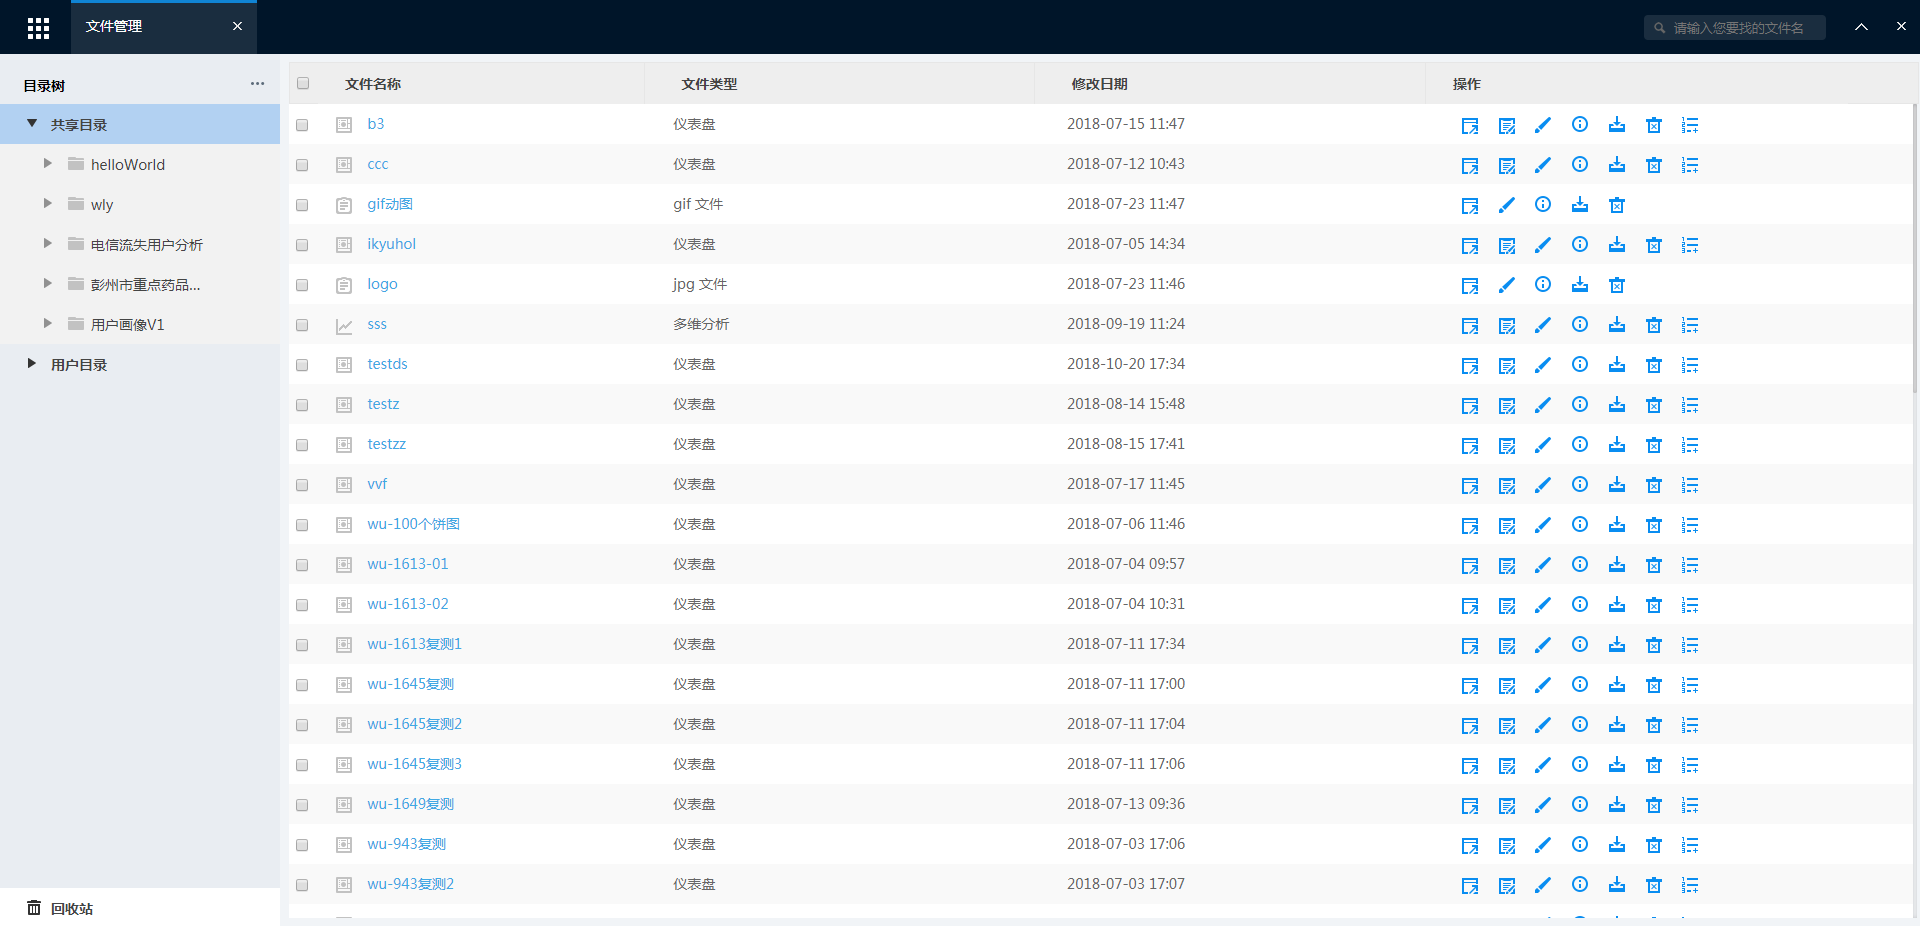 文件管理
请输入您要找的文件名
目录树
共享目录
helloWorld
wly
电信流失用户分析
彭州市重点药品...
用户画像V1
用户目录
回收站
文件名称 文件类型 修改日期 操作
b3 仪表盘 2018-07-15 11:47
ccc 仪表盘 2018-07-12 10:43
gif动图 gif 文件 2018-07-23 11:47
ikyuhol 仪表盘 2018-07-05 14:34
logo jpg 文件 2018-07-23 11:46
sss 多维分析 2018-09-19 11:24
testds 仪表盘 2018-10-20 17:34
testz 仪表盘 2018-08-14 15:48
testzz 仪表盘 2018-08-15 17:41
vvf 仪表盘 2018-07-17 11:45
wu-100个饼图 仪表盘 2018-07-06 11:46
wu-1613-01 仪表盘 2018-07-04 09:57
wu-1613-02 仪表盘 2018-07-04 10:31
wu-1613复测1 仪表盘 2018-07-11 17:34
wu-1645复测 仪表盘 2018-07-11 17:00
wu-1645复测2 仪表盘 2018-07-11 17:04
wu-1645复测3 仪表盘 2018-07-11 17:06
wu-1649复测 仪表盘 2018-07-13 09:36
wu-943复测 仪表盘 2018-07-03 17:06
wu-943复测2 仪表盘 2018-07-03 17:07